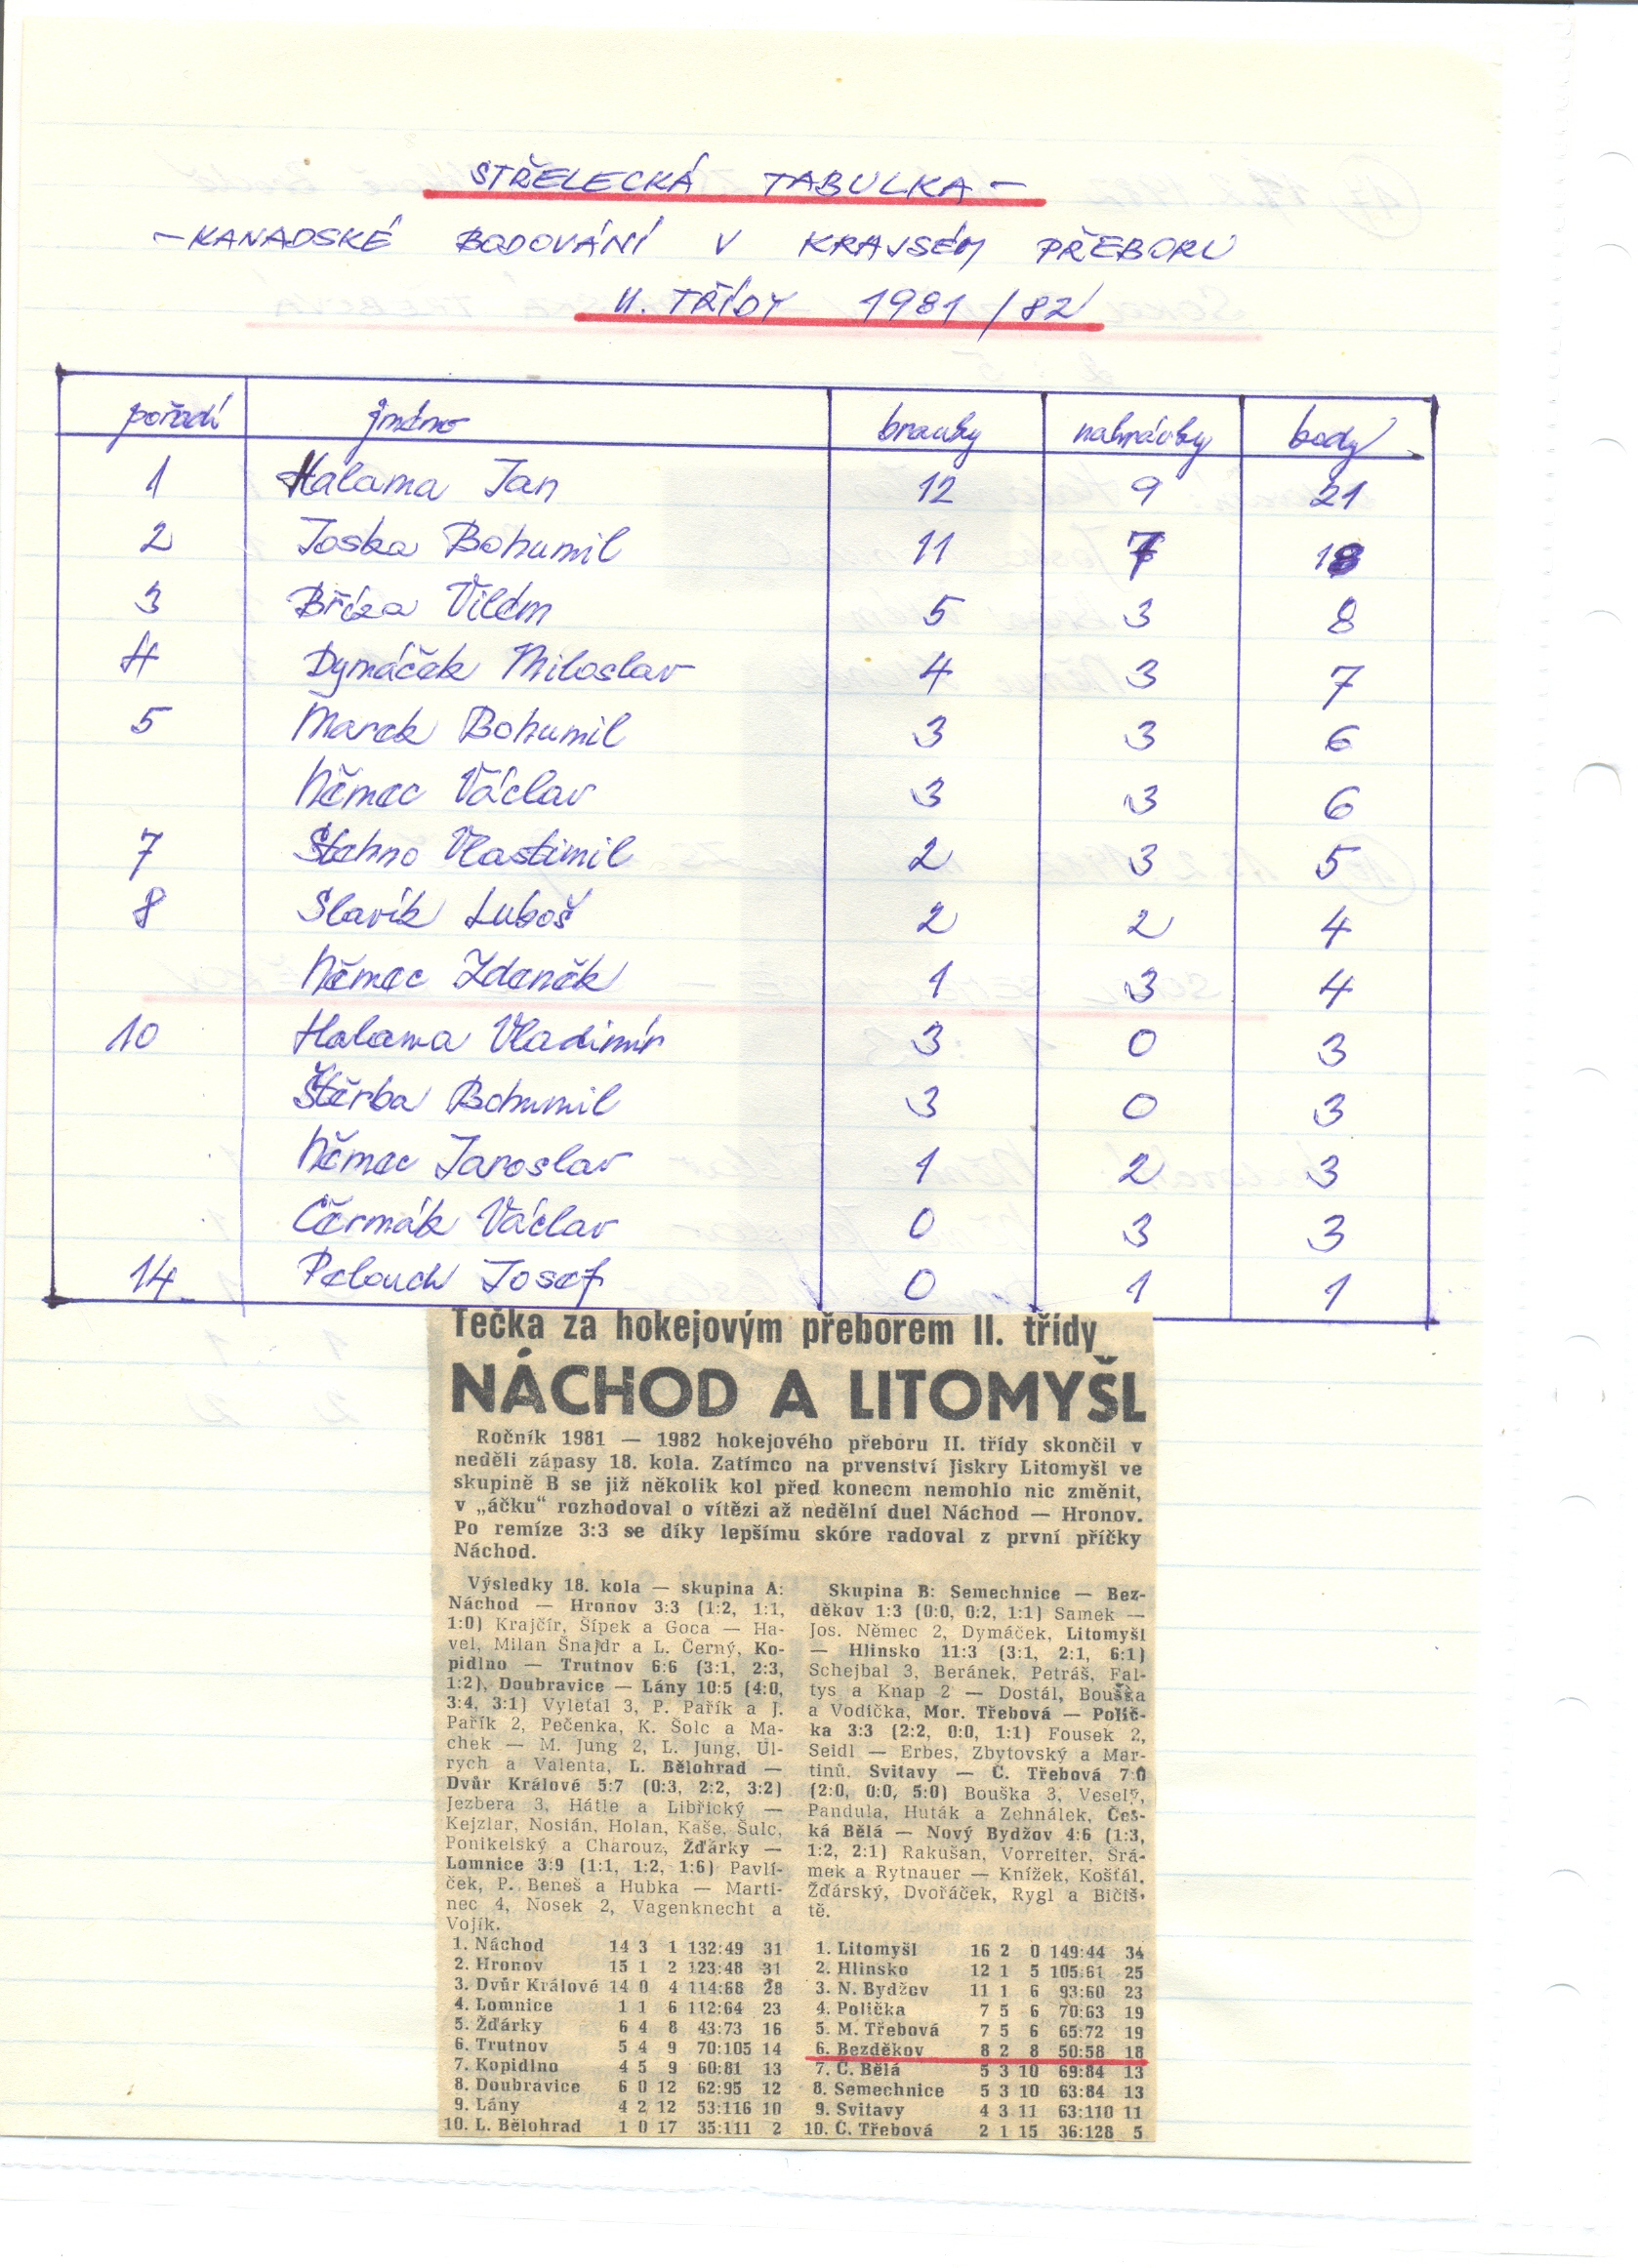 STŘELECKÁ TABULKA –
– KANADSKÉ BODOVÁNÍ V KRAJSÉM PŘEBORU
II. TŘÍDY 1981/82
pořadí jméno branky nahrávky body
1 Halama Jan 12 9 21
2 Joska Bohumil 11 7 18
3 Bříza Vilém 5 3 8
4 Dymáček Miloslav 4 3 7
5 Marek Bohumil 3 3 6
Němec Václav 3 3 6
7 Stehno Vlastimil 2 3 5
8 Slavík Luboš 2 2 4
Němec Zdeněk 1 3 4
10 Halama Vladimír 3 0 3
Štěrba Bohumil 3 0 3
Němec Jaroslav 1 2 3
Čermák Václav 0 3 3
14. Pelouch Josef 0 1 1
Tečka za hokejovým přeborem II. třídy
NÁCHOD A LITOMYŠL
Ročník 1981 — 1982 hokejového přeboru II. třídy skončil v
neděli zápasy 18. kola. Zatímco na prvenství Jiskry Litomyšl ve
skupině B se již několik kol před konecm nemohlo nic změnit,
v „áčku“ rozhodoval o vítězi až nedělní duel Náchod — Hronov.
Po remíze 3:3 se díky lepšímu skóre radoval z první příčky
Náchod.
Výsledky 18. kola — skupina A:
Náchod — Hronov 3:3 (1:2, 1:1,
1:0) Krajčír, Šípek a Goca — Ha-
vel, Milan Šnajdr a L. Černý, Ko-
pidlno — Trutnov 6:6 (3:1, 2:3,
1:2), Doubravice — Lány 10:5 (4:0,
3:4, 3:1) Vyleťal 3, P. Pařík a J.
Pařík 2, Pečenka, K. Šolc a Ma-
chek — M. Jung 2, L. Jung, Ul-
rych a Valenta, L. Bělohrad —
Dvůr Králové 5:7 (0:3, 2:2, 3:2)
Jezbera 3, Hátle a Libřický —
Kejzlar, Nosián, Holan, Kaše, Šulc,
Ponikelský a Charouz, Žďárky —
Lomnice 3:9 (1:1, 1:2, 1:6) Pavlí-
ček, P. Beneš a Hubka — Marti-
nec 4, Nosek 2, Vagenknecht a
Vojík.
1. Náchod 14 3 1 132:49 31
2. Hronov 15 1 2 123:48 31
3. Dvůr Králové 14 0 4 114:68 28
4. Lomnice 1 1 6 112:64 23
5. Žďárky 6 4 8 43:73 16
6. Trutnov 5 4 9 70:105 14
7. Kopidlno 4 5 9 60:81 13
8. Doubravice 6 0 12 62:95 12
9. Lány 4 2 12 53:116 10
10. L. Bělohrad 1 0 17 35:111 2
Skupina B: Semechnice — Bez-
děkov 1:3 (0:0, 0:2, 1:1) Samek —
Jos. Němec 2, Dymáček, Litomyšl
— Hlinsko 11:3 (3:1, 2:1, 6:1)
Schejbal 3, Beránek, Petráš, Fal-
tys a Knap 2 — Dostál, Bouška
a Vodička, Mor. Třebová — Polič-
ka 3:3 (2:2, 0:0, 1:1) Fousek 2,
Seidl — Erbes, Zbytovský a Mar-
tinů. Svitavy — Č. Třebová 7:0
(2:0, 0:0, 5:0) Bouška 3, Veselý,
Pandula, Huták a Zehnálek, Čes-
ká Bělá — Nový Bydžov 4:6 (1:3,
1:2, 2:1) Rakušan, Vorreiter, Srá-
mek a Rytnauer — Knížek, Košťál,
Žďárský, Dvořáček, Rygl a Bičiš-
tě.
1. Litomyšl 16 2 0 149:44 34
2. Hlinsko 12 1 5 105:61 25
3. N. Bydžov 11 1 6 93:60 23
4. Polička 7 5 6 70:63 19
5. M. Třebová 7 5 6 65:72 19
6. Bezděkov 8 2 8 50:58 18
7. Č. Bělá 5 3 10 69:84 13
8. Semechnice 5 3 10 63:84 13
9. Svitavy 4 3 11 63:110 11
10. Č. Třebová 2 1 15 36:128 5